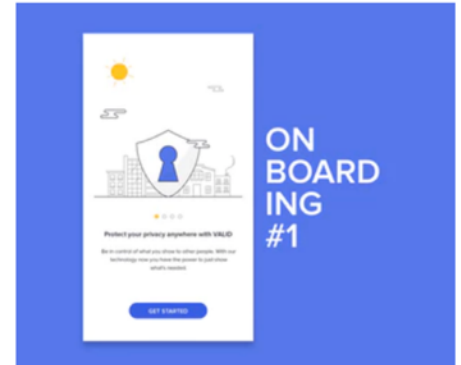 Protect your privacy anywhere with VALID
Be in control of what you show to other people. With our
technology now you have the power to just show
what's needed.
GET STARTED
ON
BOARD
ING
#1